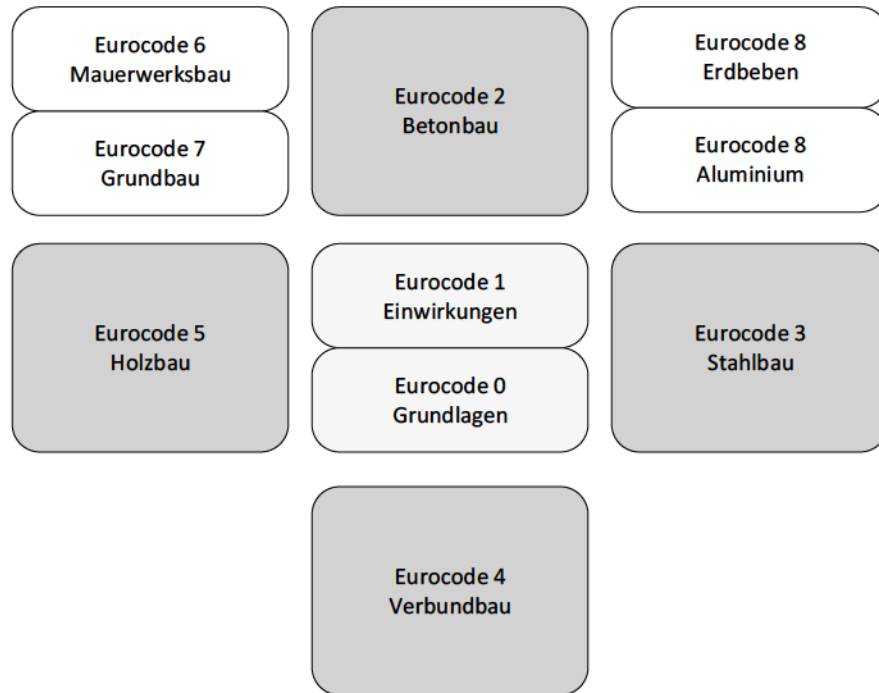 Eurocode 6
Mauerwerksbau
Eurocode 7
Grundbau
Eurocode 2
Betonbau
Eurocode 8
Erdbeben
Eurocode 8
Aluminium
Eurocode 5
Holzbau
Eurocode 1
Einwirkungen
Eurocode 0
Grundlagen
Eurocode 3
Stahlbau
Eurocode 4
Verbundbau